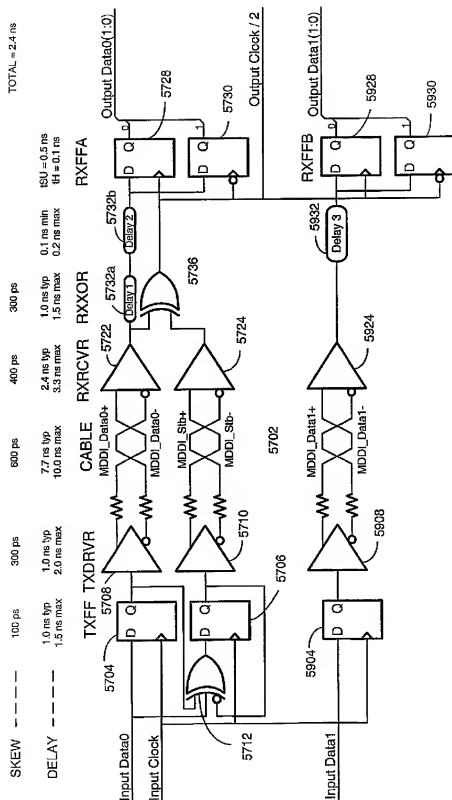 SKEW 100 ps 300 ps 600 ps 400 ps 300 ps TOTAL = 2.4 ns
DELAY 1.0 ns typ 1.0 ns typ 7.7 ns typ 2.4 ns typ 1.0 ns typ 0.1 ns min tSU = 0.5 ns
1.5 ns max 2.0 ns max 10.0 ns max 3.3 ns max 1.5 ns max 0.2 ns max tH = 0.1 ns
TXFF TXDRVR CABLE RXRCVR RXXOR RXFFA
5704
5708
MDDI_Data0+
MDDI_Data0-
5722
5732a
Delay 1
5732b
Delay 2
5728
Output Data0(1:0)
Input Data0
D Q
D Q
0
Input Clock
5712
D Q
5706
5710
MDDI_Stb+
MDDI_Stb-
5724
5736
D Q
1
5730
5702
Output Clock / 2
RXFFB
Input Data1
5904
D Q
5908
MDDI_Data1+
MDDI_Data1-
5924
5932
Delay 3
D Q
0
5928
Output Data1(1:0)
D Q
1
5930